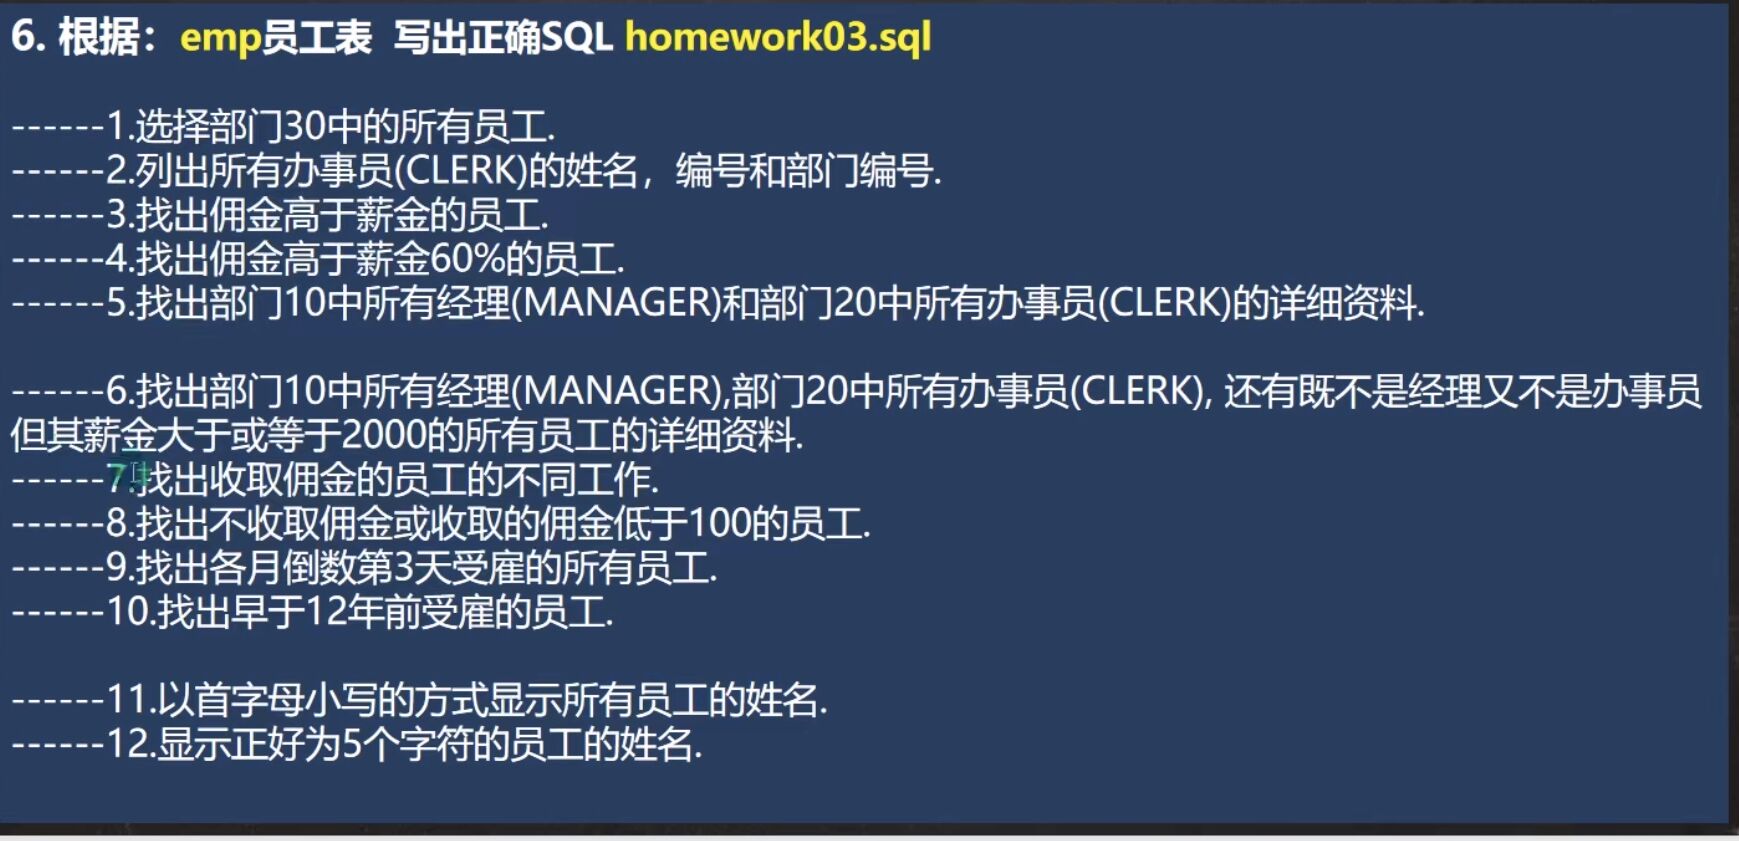 6. 根据：emp员工表 写出正确SQL homework03.sql
------1.选择部门30中的所有员工.
------2.列出所有办事员(CLERK)的姓名，编号和部门编号.
------3.找出佣金高于薪金的员工.
------4.找出佣金高于薪金60%的员工.
------5.找出部门10中所有经理(MANAGER)和部门20中所有办事员(CLERK)的详细资料.
------6.找出部门10中所有经理(MANAGER),部门20中所有办事员(CLERK), 还有既不是经理又不是办事员
但其薪金大于或等于2000的所有员工的详细资料.
------7.找出收取佣金的员工的不同工作.
------8.找出不收取佣金或收取的佣金低于100的员工.
------9.找出各月倒数第3天受雇的所有员工.
------10.找出早于12年前受雇的员工.
------11.以首字母小写的方式显示所有员工的姓名.
------12.显示正好为5个字符的员工的姓名.